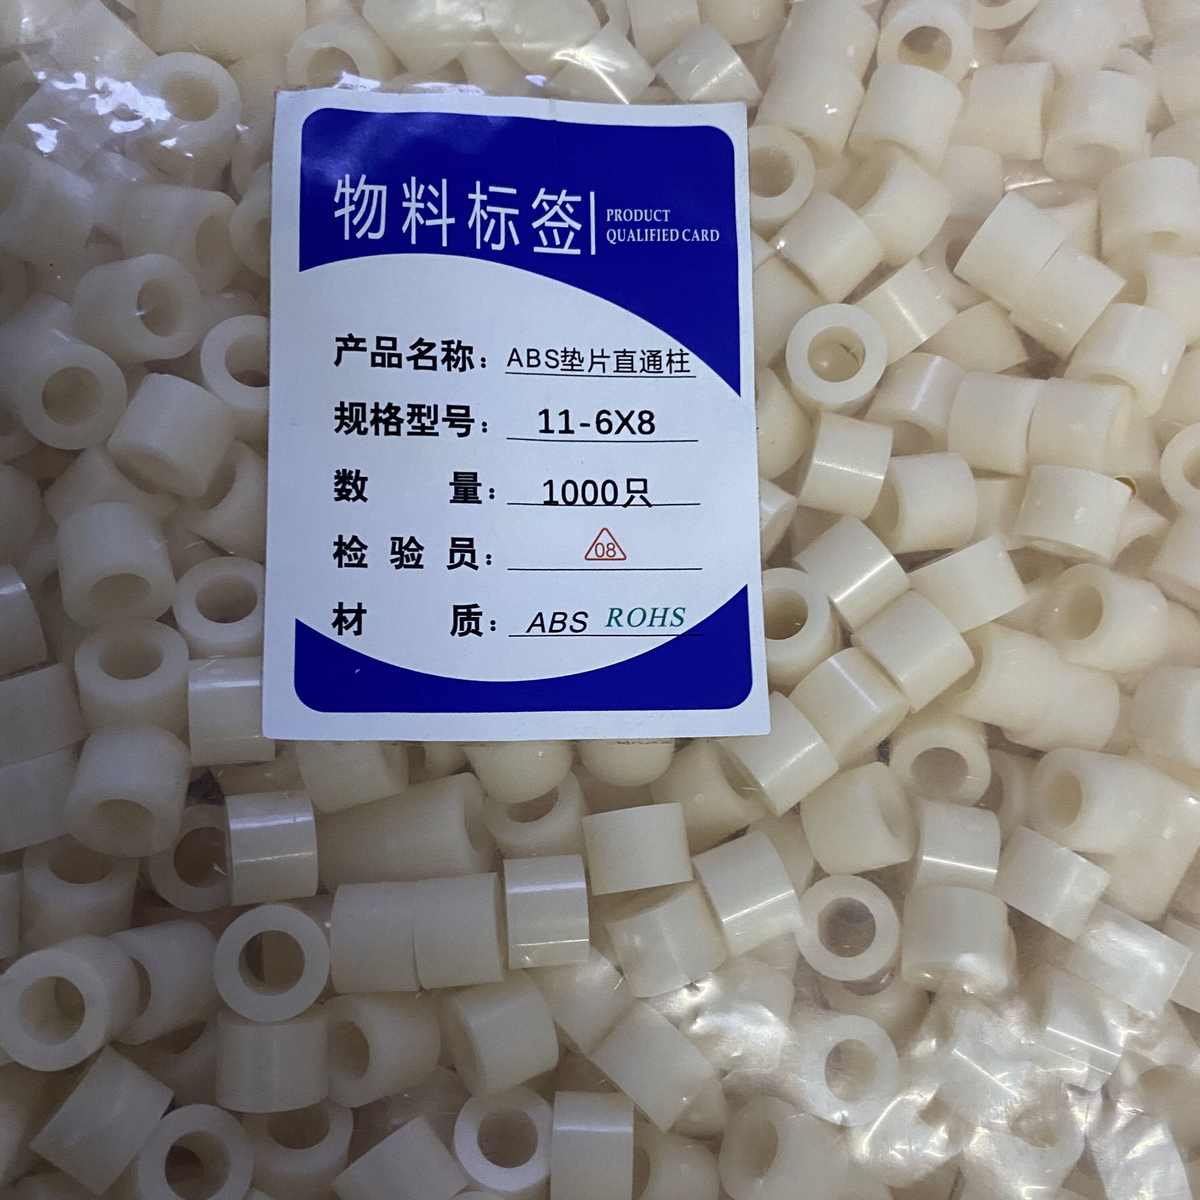 物料标签
PRODUCT
QUALIFIED CARD
产品名称：ABS垫片直通柱
规格型号：11-6X8
数量：1000只
检验员：08
材质：ABS ROHS